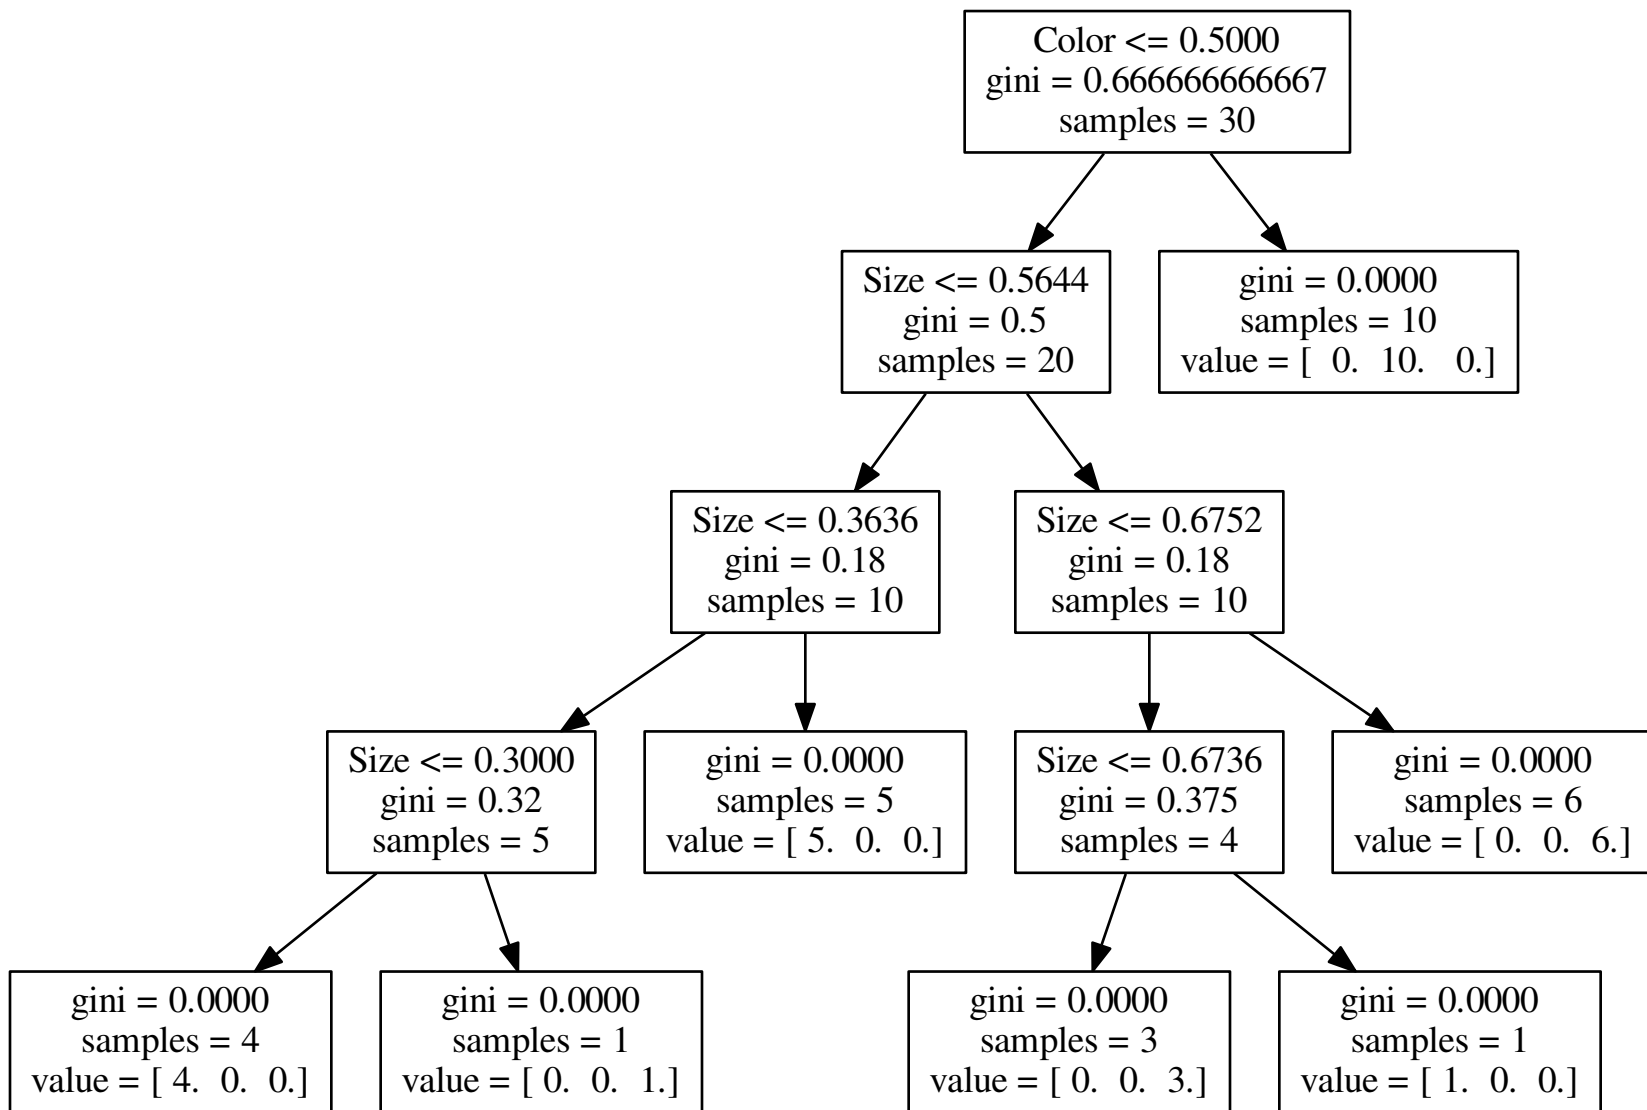 Color <= 0.5000
gini = 0.666666666667
samples = 30
Size <= 0.5644
gini = 0.5
samples = 20
gini = 0.0000
samples = 10
value = [  0.  10.   0.]
Size <= 0.3636
gini = 0.18
samples = 10
Size <= 0.6752
gini = 0.18
samples = 10
Size <= 0.3000
gini = 0.32
samples = 5
gini = 0.0000
samples = 5
value = [ 5.  0.  0.]
Size <= 0.6736
gini = 0.375
samples = 4
gini = 0.0000
samples = 6
value = [ 0.  0.  6.]
gini = 0.0000
samples = 4
value = [ 4.  0.  0.]
gini = 0.0000
samples = 1
value = [ 0.  0.  1.]
gini = 0.0000
samples = 3
value = [ 0.  0.  3.]
gini = 0.0000
samples = 1
value = [ 1.  0.  0.]